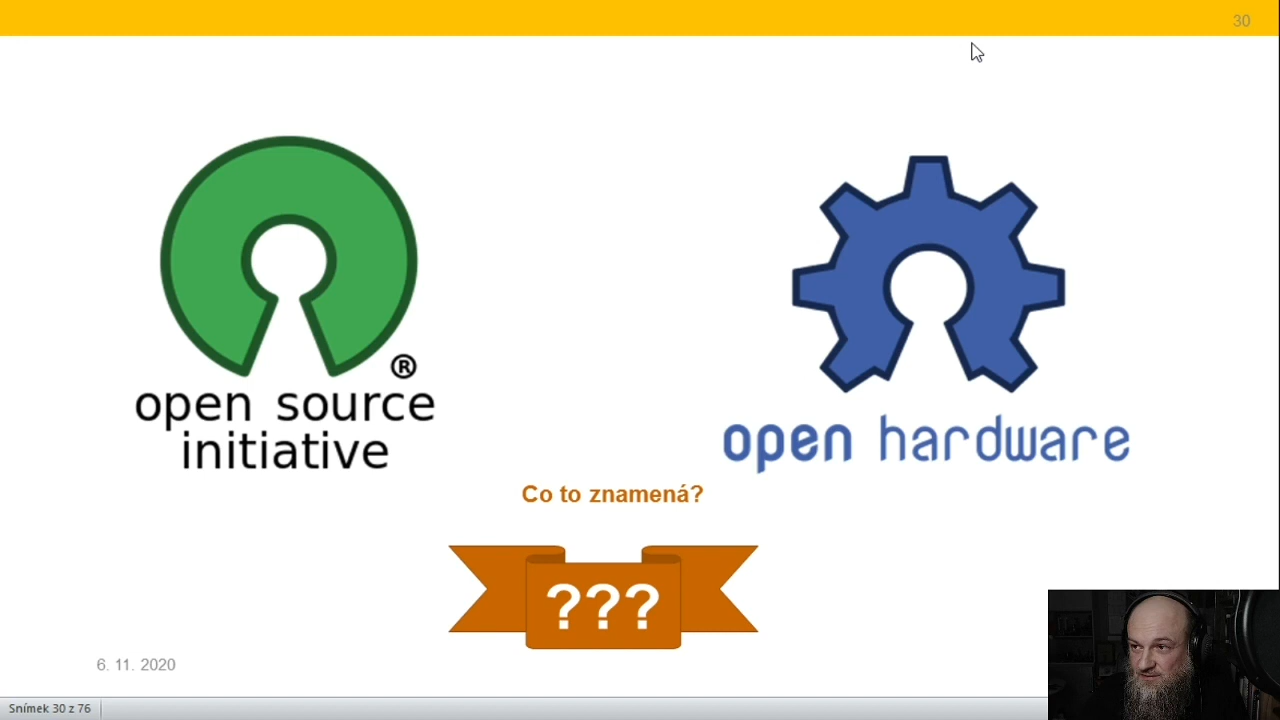 30
®
open source
initiative
open hardware
Co to znamená?
???
6. 11. 2020
Snímek 30 z 76